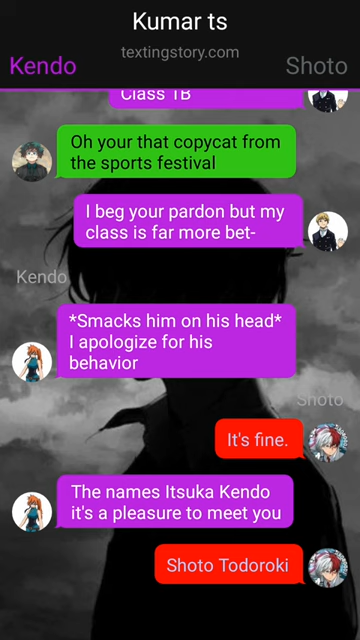 Kumar ts
textingstory.com
Kendo
Shoto
Class 1B
Oh your that copycat from
the sports festival
I beg your pardon but my
class is far more bet-
Kendo
*Smacks him on his head*
I apologize for his
behavior
Shoto
It's fine.
The names Itsuka Kendo
it's a pleasure to meet you
Shoto Todoroki